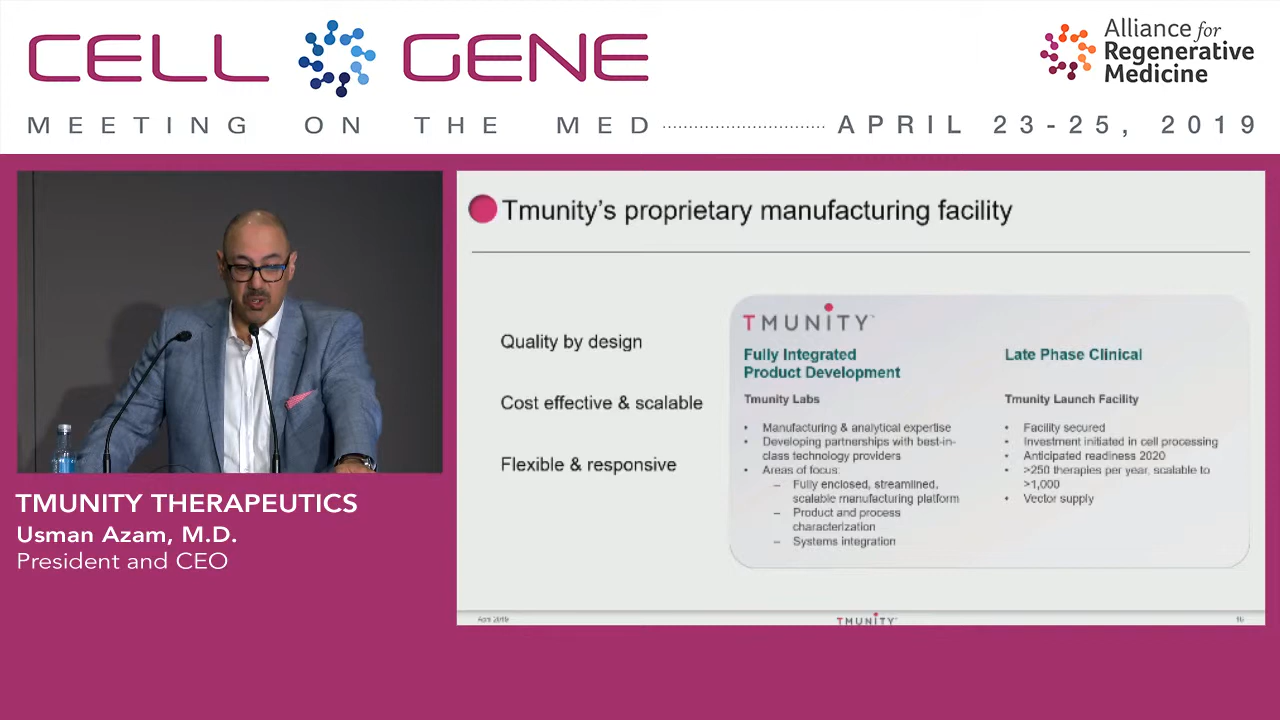 CELL GENE
MEETING ON THE MED
APRIL 23-25, 2019
Alliance for
Regenerative
Medicine
TMUNITY THERAPEUTICS
Usman Azam, M.D.
President and CEO
Tmunity's proprietary manufacturing facility
Quality by design
Cost effective & scalable
Flexible & responsive
TMUNITY™
Fully Integrated
Product Development
Tmunity Labs
• Manufacturing & analytical expertise
• Developing partnerships with best-in-
class technology providers
• Areas of focus:
– Fully enclosed, streamlined,
scalable manufacturing platform
– Product and process
characterization
– Systems integration
Late Phase Clinical
Tmunity Launch Facility
• Facility secured
• Investment initiated in cell processing
• Anticipated readiness 2020
• >250 therapies per year, scalable to
>1,000
• Vector supply
April 2019
TMUNITY™